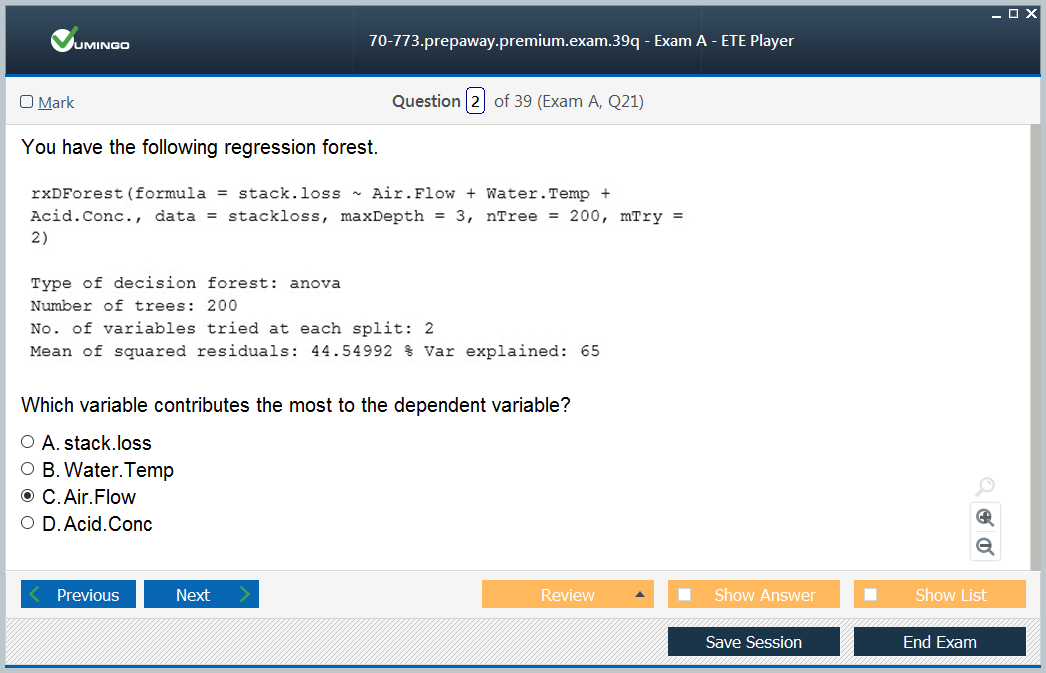 UMINGO
70-773.prepaway.premium.exam.39q - Exam A - ETE Player
Mark
Question 2 of 39 (Exam A, Q21)
You have the following regression forest.
rxDForest(formula = stack.loss ~ Air.Flow + Water.Temp +
Acid.Conc., data = stackloss, maxDepth = 3, nTree = 200, mTry =
2)
Type of decision forest: anova
Number of trees: 200
No. of variables tried at each split: 2
Mean of squared residuals: 44.54992 % Var explained: 65
Which variable contributes the most to the dependent variable?
A. stack.loss
B. Water.Temp
C. Air.Flow
D. Acid.Conc
Previous
Next
Review
Show Answer
Show List
Save Session
End Exam